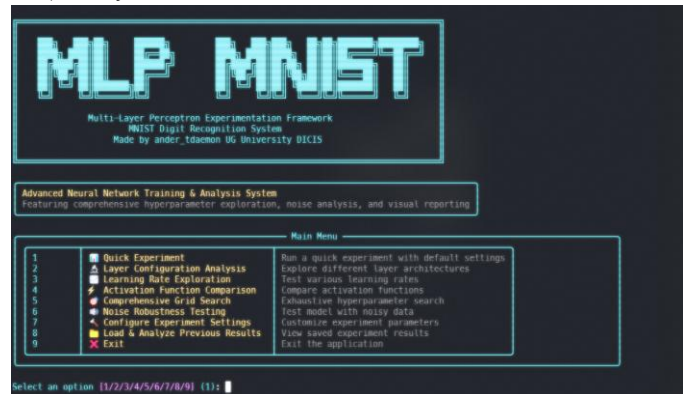 MLP MNIST
Multi-Layer Perceptron Experimentation Framework
MNIST Digit Recognition System
Made by ander_tdaemon UG University DICIS
Advanced Neural Network Training & Analysis System
Featuring comprehensive hyperparameter exploration, noise analysis, and visual reporting
Main Menu
1 Quick Experiment Run a quick experiment with default settings
2 Layer Configuration Analysis Explore different layer architectures
3 Learning Rate Exploration Test various learning rates
4 Activation Function Comparison Compare activation functions
5 Comprehensive Grid Search Exhaustive hyperparameter search
6 Noise Robustness Testing Test model with noisy data
7 Configure Experiment Settings Customize experiment parameters
8 Load & Analyze Previous Results View saved experiment results
9 Exit Exit the application
Select an option [1/2/3/4/5/6/7/8/9] (1):